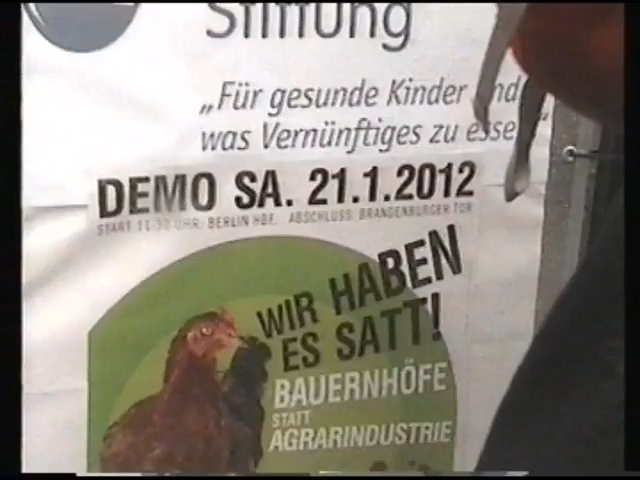 Stiftung
„Für gesunde Kinder und
was Vernünftiges zu esse
DEMO SA. 21.1.2012
START 11:30 UHR: BERLIN HBF. ABSCHLUSS: BRANDENBURGER TOR
WIR HABEN
ES SATT!
BAUERNHÖFE
STATT
AGRARINDUSTRIE